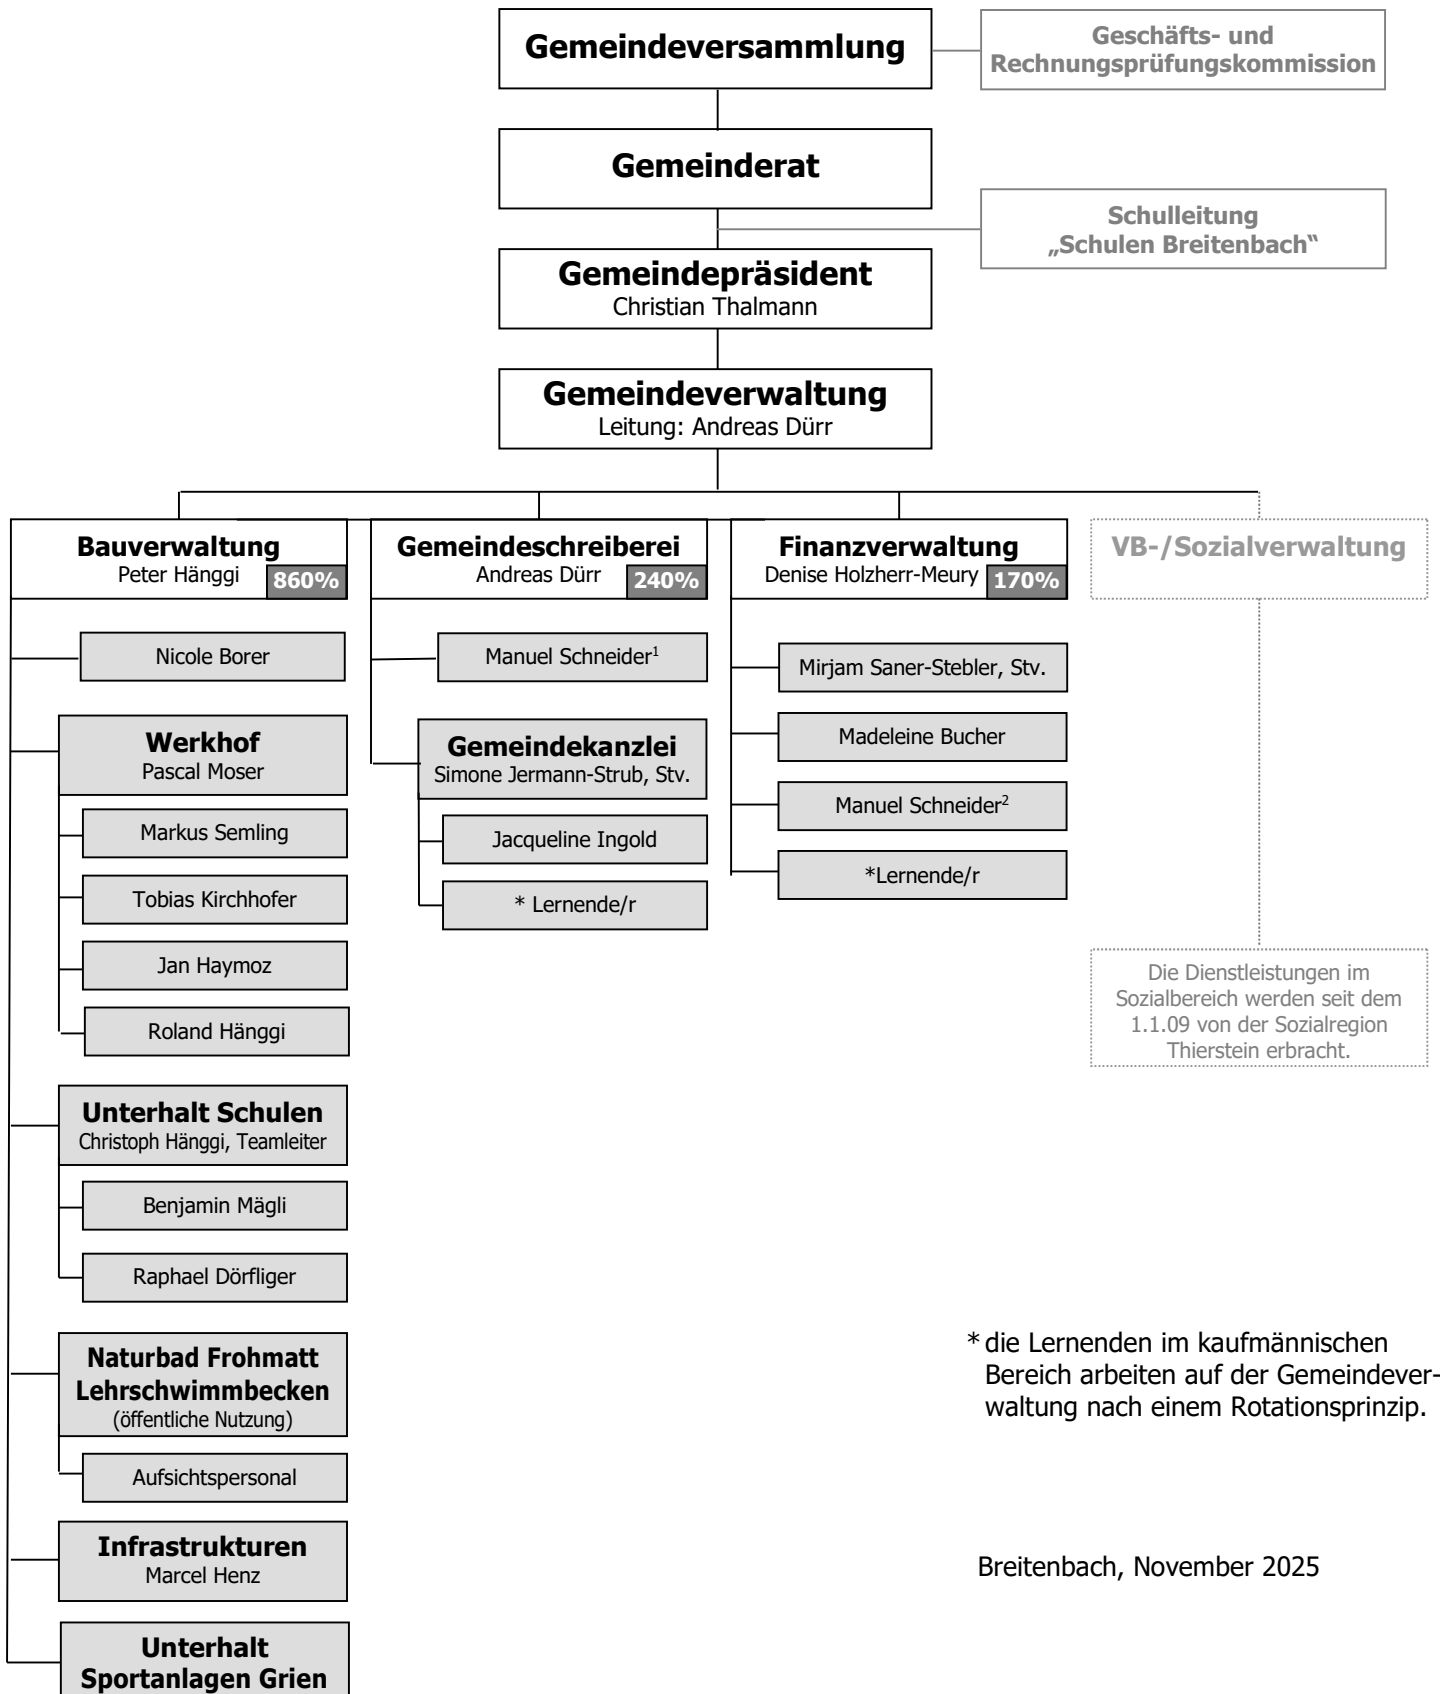 Gemeindeversammlung
Geschäfts- und
Rechnungsprüfungskommission
Gemeinderat
Schulleitung
„Schulen Breitenbach“
Gemeindepräsident
Christian Thalmann
Gemeindeverwaltung
Leitung: Andreas Dürr
Bauverwaltung
Peter Hänggi
860%
Nicole Borer
Werkhof
Pascal Moser
Markus Semling
Tobias Kirchhofer
Jan Haymoz
Roland Hänggi
Unterhalt Schulen
Christoph Hänggi, Teamleiter
Benjamin Mägli
Raphael Dörfliger
Naturbad Frohmatt
Lehrschwimmbecken
(öffentliche Nutzung)
Aufsichtspersonal
Infrastrukturen
Marcel Henz
Unterhalt
Sportanlagen Grien
Gemeindeschreiberei
Andreas Dürr
240%
Manuel Schneider¹
Gemeindekanzlei
Simone Jermann-Strub, Stv.
Jacqueline Ingold
* Lernende/r
Finanzverwaltung
Denise Holzherr-Meury
170%
Mirjam Saner-Stebler, Stv.
Madeleine Bucher
Manuel Schneider²
*Lernende/r
VB-/Sozialverwaltung
Die Dienstleistungen im
Sozialbereich werden seit dem
1.1.09 von der Sozialregion
Thierstein erbracht.
* die Lernenden im kaufmännischen
Bereich arbeiten auf der Gemeindever-
waltung nach einem Rotationsprinzip.
Breitenbach, November 2025